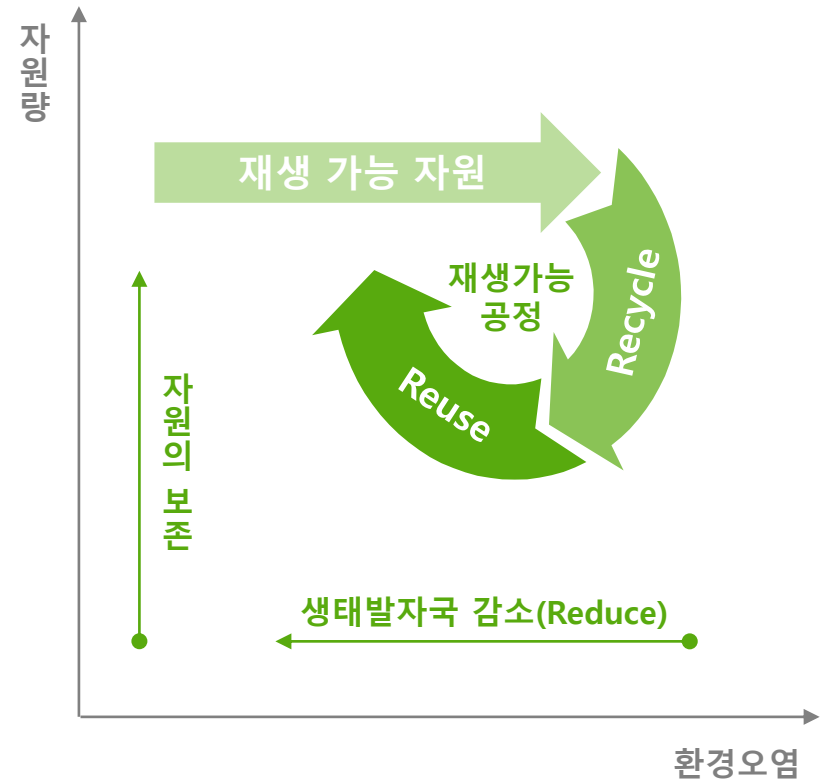 자원량
재생 가능 자원
재생가능
공정
Recycle
Reuse
자원의 보존
생태발자국 감소(Reduce)
환경오염